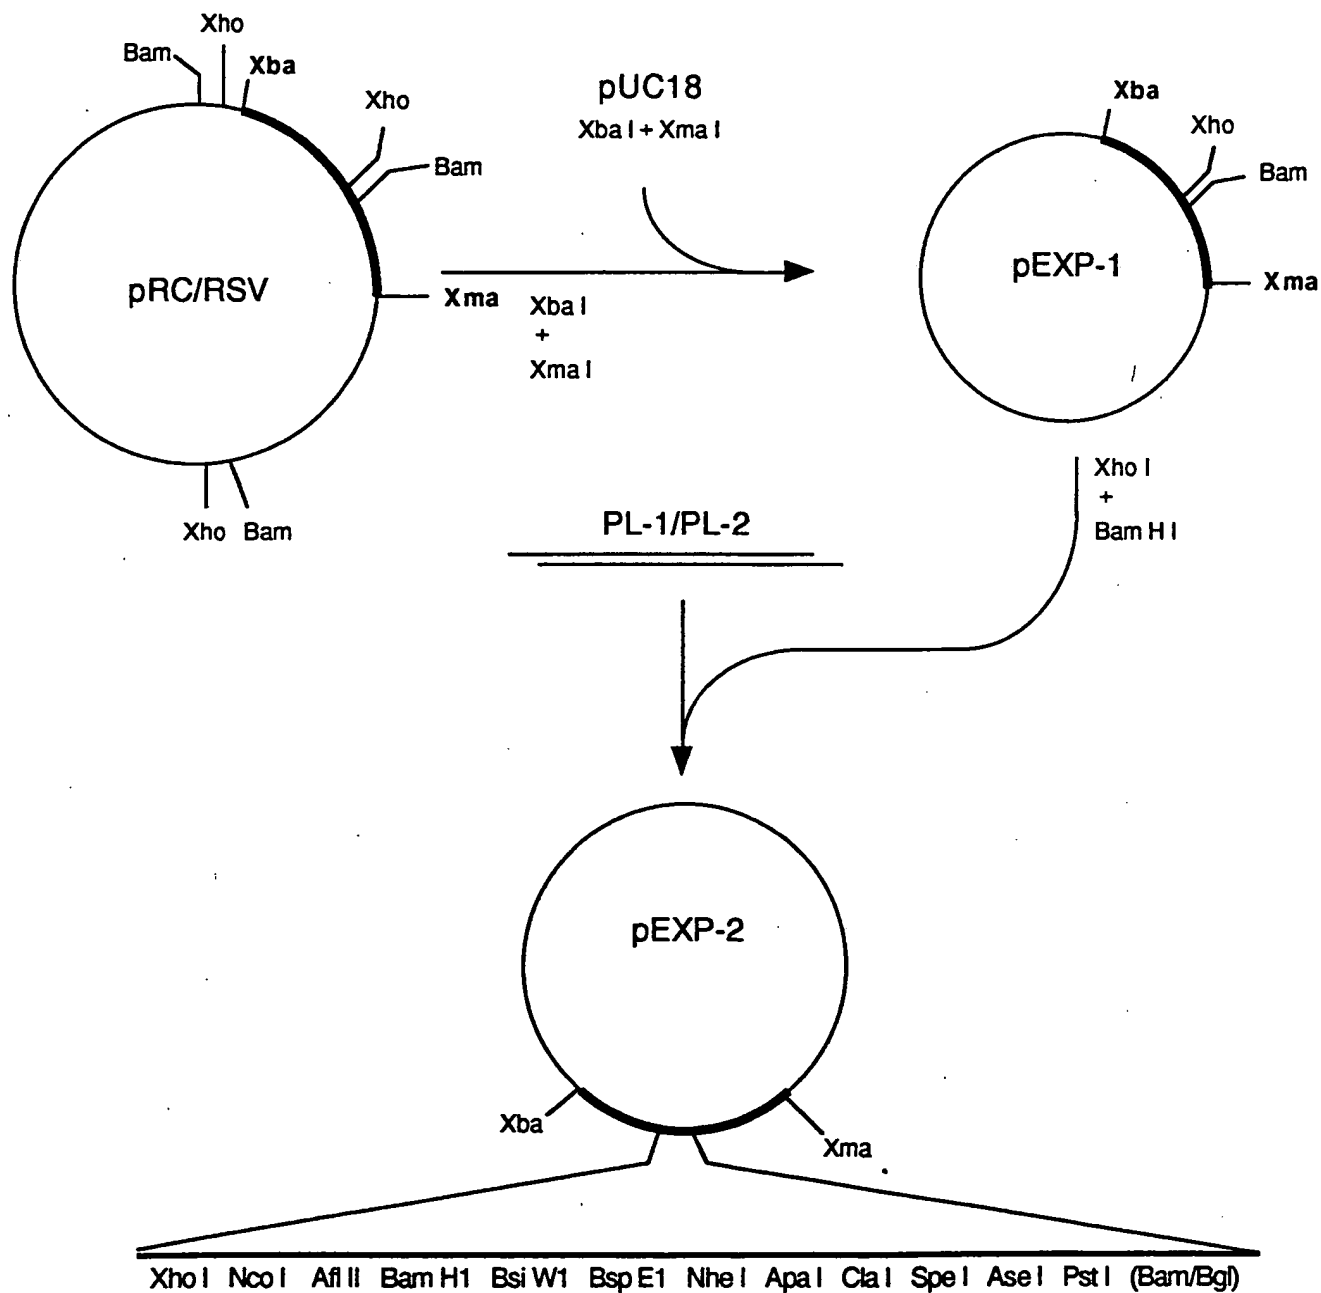 Xho
Bam
Xba
Xho
Bam
pRC/RSV
Xma
Xho Bam
pUC18
Xba I + Xma I
Xba I
+
Xma I
Xba
Xho
Bam
pEXP-1
Xma
Xho I
+
Bam H I
PL-1/PL-2
pEXP-2
Xba
Xma
Xho I Nco I Afl II Bam H1 Bsi W1 Bsp E1 Nhe I Apa I Cla I Spe I Ase I Pst I (Bam/Bgl)